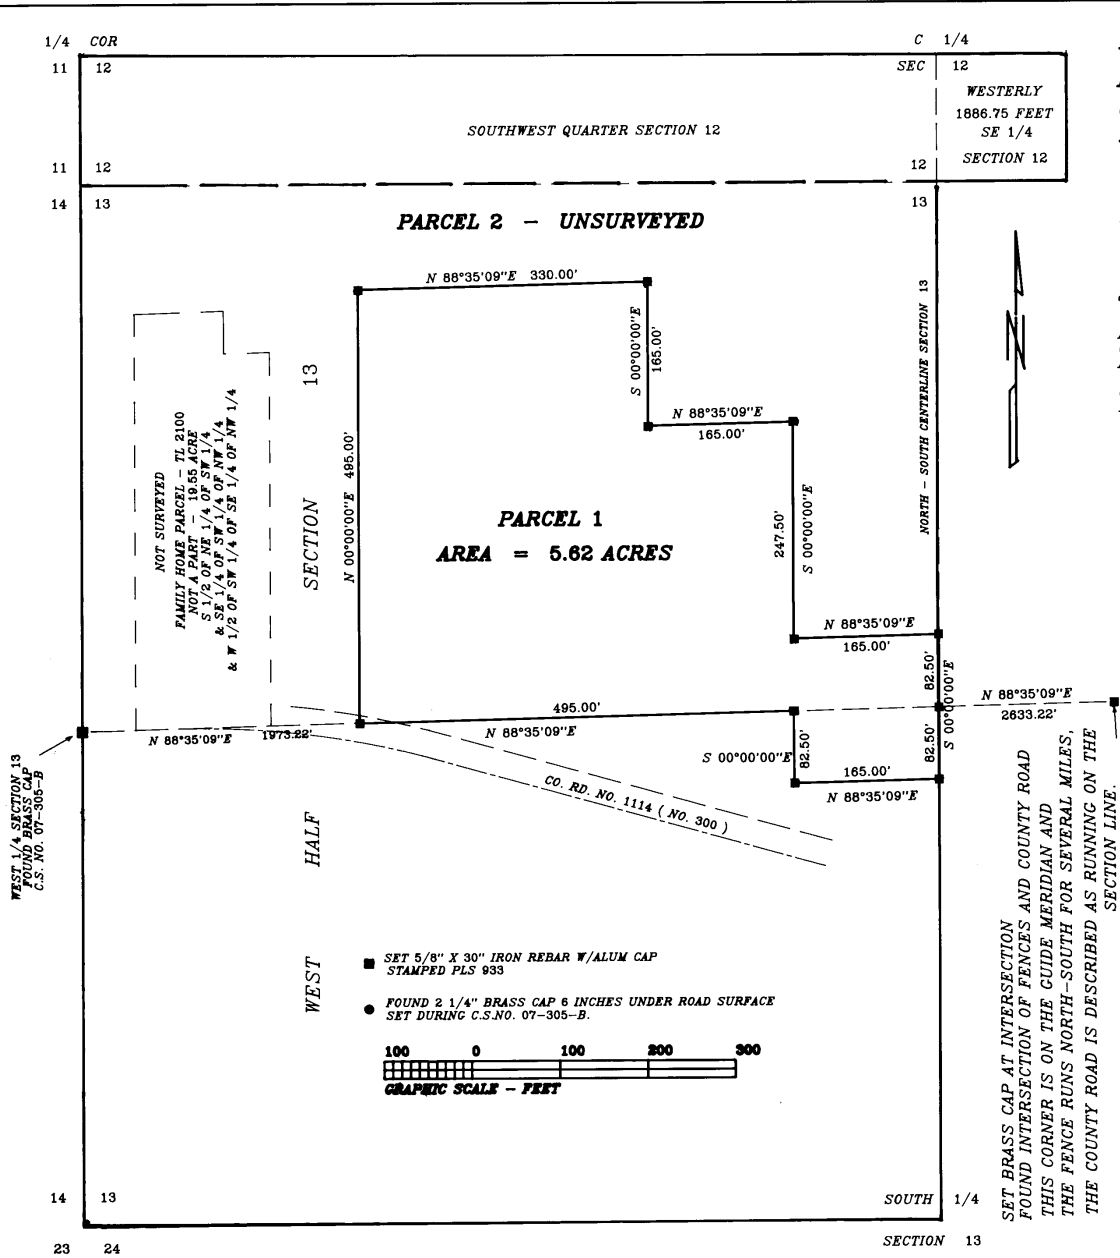 1/4 COR
C 1/4
11 12
SEC 12
WESTERLY
1886.75 FEET
SE 1/4
SECTION 12
SOUTHWEST QUARTER SECTION 12
11 12
12
14 13
13
PARCEL 2 - UNSURVEYED
N 88°35'09"E 330.00'
S 00°00'00"E
165.00'
N 88°35'09"E
165.00'
NORTH - SOUTH CENTERLINE SECTION 13
N
NOT SURVEYED
FAMILY HOME PARCEL - TL 2100
NOT A PART - 19.55 ACRE
S 1/2 OF NE 1/4 OF SW 1/4
& SE 1/4 OF SW 1/4 OF NW 1/4
& W 1/2 OF SW 1/4 OF SE 1/4 OF NW 1/4
WEST HALF SECTION 13
N 00°00'00"E 495.00'
PARCEL 1
AREA = 5.62 ACRES
247.50'
S 00°00'00"E
N 88°35'09"E
165.00'
82.50'
S 00°00'00"E
495.00'
N 88°35'09"E
N 88°35'09"E
2633.22'
N 88°35'09"E 1973.22'
S 00°00'00"E
82.50'
82.50'
165.00'
N 88°35'09"E
CO. RD. NO. 1114 ( NO. 300 )
WEST 1/4 SECTION 13
FOUND BRASS CAP
C.S. NO. 07-305-B
SET 5/8" X 30" IRON REBAR W/ALUM CAP
STAMPED PLS 933
FOUND 2 1/4" BRASS CAP 6 INCHES UNDER ROAD SURFACE
SET DURING C.S.NO. 07-305-B.
100 0 100 200 300
GRAPHIC SCALE - FEET
SET BRASS CAP AT INTERSECTION
FOUND INTERSECTION OF FENCES AND COUNTY ROAD
THIS CORNER IS ON THE GUIDE MERIDIAN AND
THE FENCE RUNS NORTH-SOUTH FOR SEVERAL MILES,
THE COUNTY ROAD IS DESCRIBED AS RUNNING ON THE
SECTION LINE.
14 13
SOUTH 1/4
23 24
SECTION 13